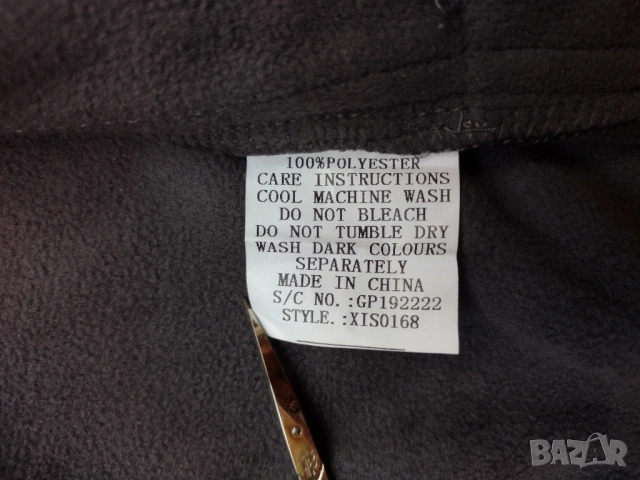 100%POLYESTER
CARE INSTRUCTIONS
COOL MACHINE WASH
DO NOT BLEACH
DO NOT TUMBLE DRY
WASH DARK COLOURS
SEPARATELY
MADE IN CHINA
S/C NO.:GP192222
STYLE.:XIS0168
BAZAR